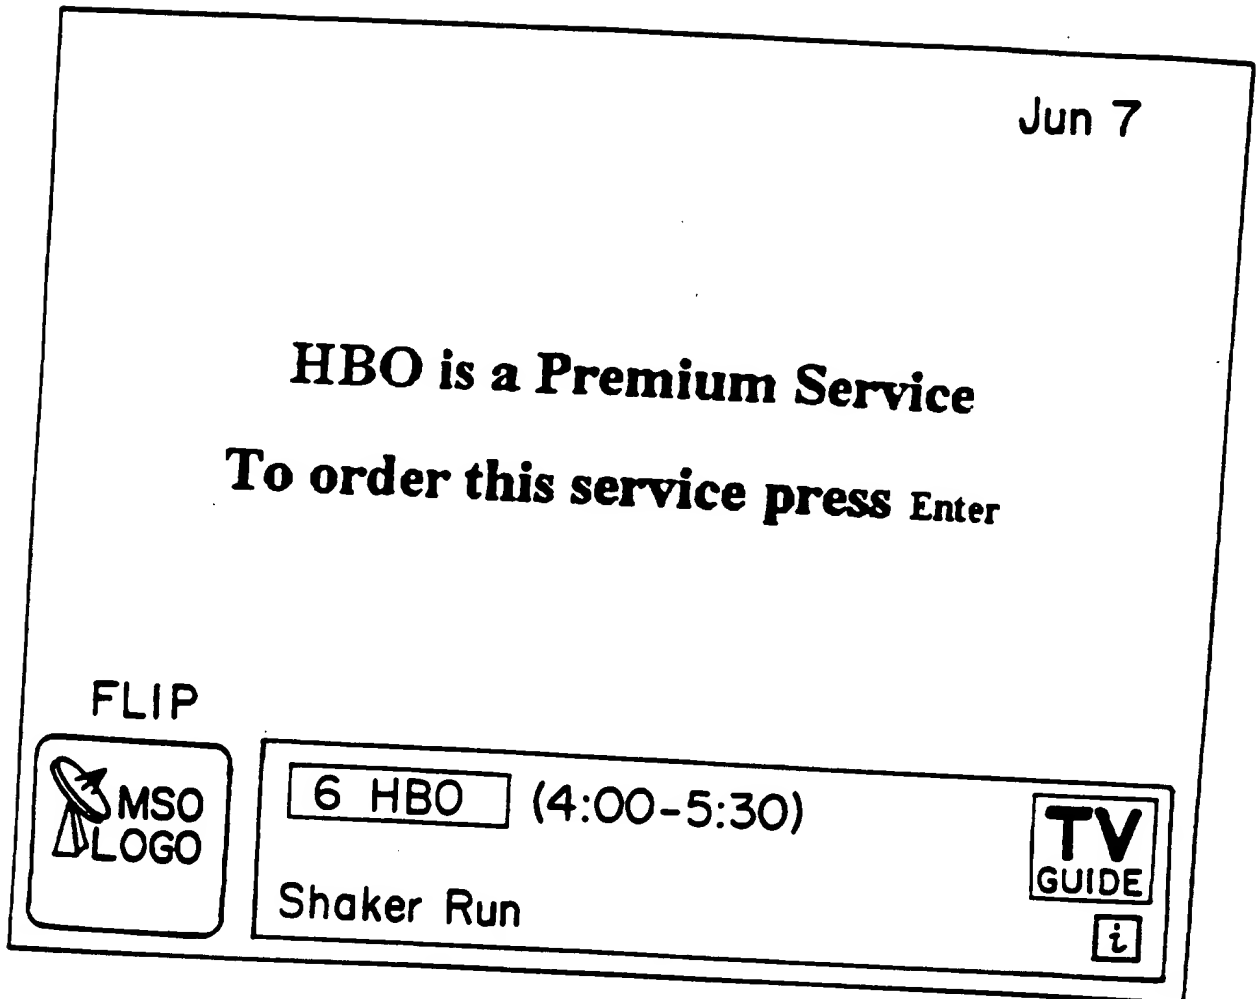 Jun 7
HBO is a Premium Service
To order this service press Enter
FLIP
MSO
LOGO
6 HBO (4:00-5:30)
Shaker Run
TV
GUIDE
i